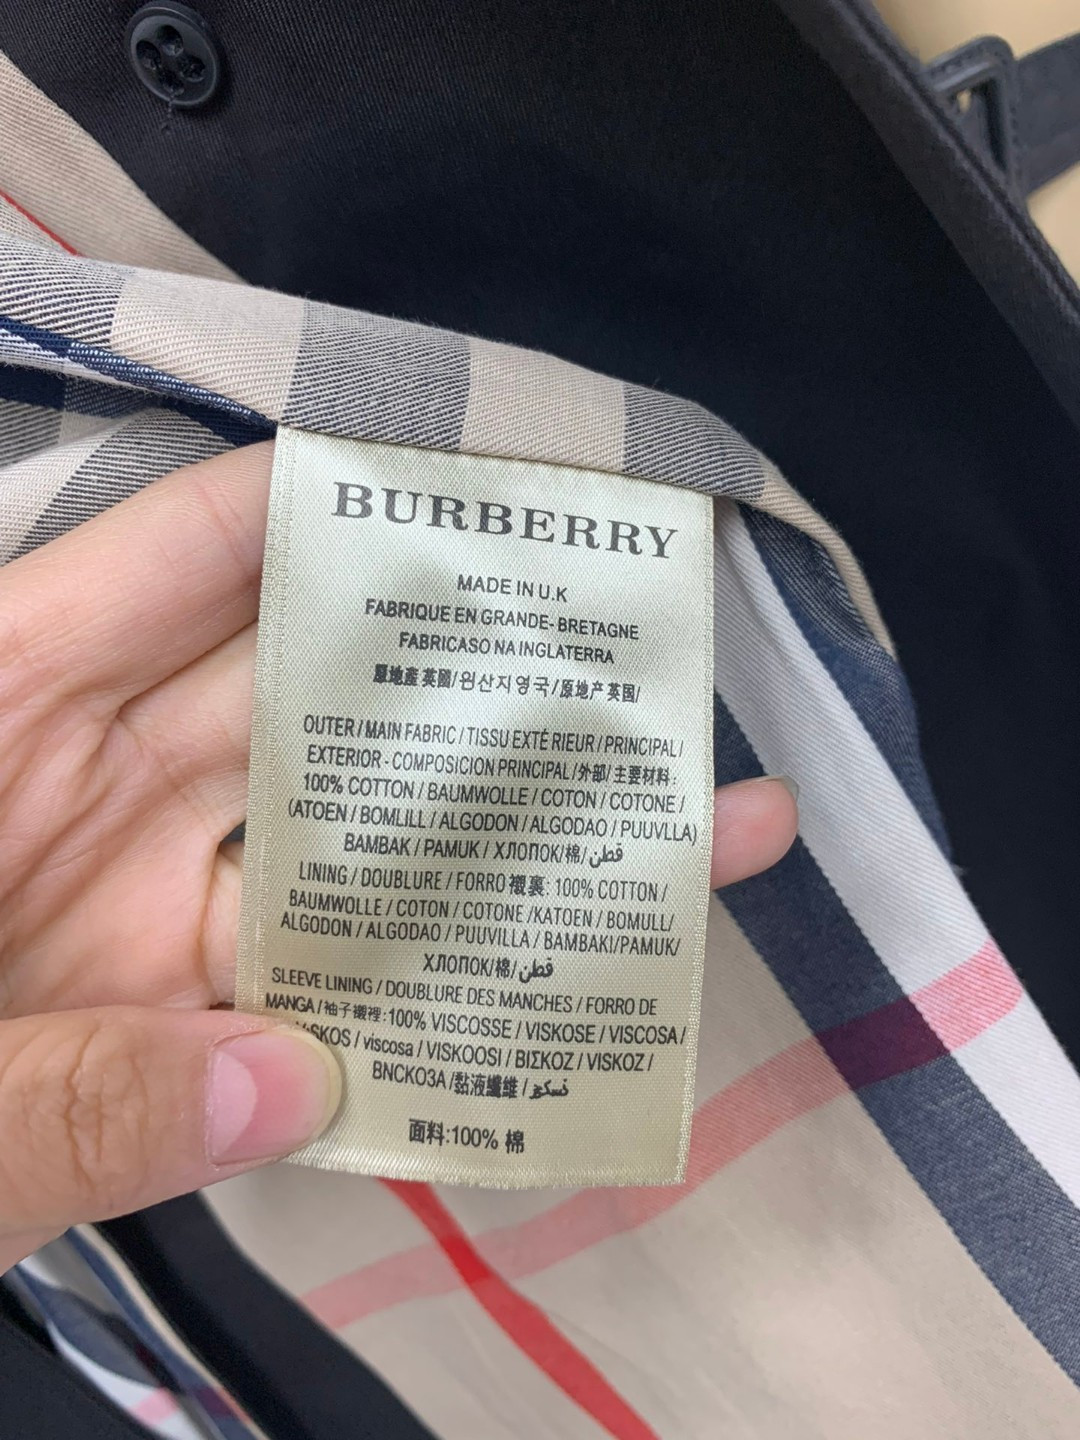 BURBERRY
MADE IN U.K
FABRIQUE EN GRANDE-BRETAGNE
FABRICASO NA INGLATERRA
原地產英國/원산지영국/原地产英国/
OUTER / MAIN FABRIC / TISSU EXTÉ RIEUR / PRINCIPAL /
EXTERIOR - COMPOSICION PRINCIPAL /外部/ 主要材料 :
100% COTTON / BAUMWOLLE / COTON / COTONE /
(ATOEN / BOMLILL / ALGODON / ALGODAO / PUUVLLA)
BAMBAK / PAMUK / ХЛОПОК/棉/قطن
LINING / DOUBLURE / FORRO 襯裏: 100% COTTON /
BAUMWOLLE / COTON / COTONE /KATOEN / BOMULL/
ALGODON / ALGODAO / PUUVILLA / BAMBAKI/PAMUK/
ХЛОПОК/棉/قطن
SLEEVE LINING / DOUBLURE DES MANCHES / FORRO DE
MANGA / 袖子襯裡:100% VISCOSSE / VISKOSE / VISCOSA /
SKOS / viscosa / VISKOOSI / ΒΙΣΚΟΖ / VISKOZ /
BNCKO3A /黏液纖维 / فسكوز
面料:100% 棉